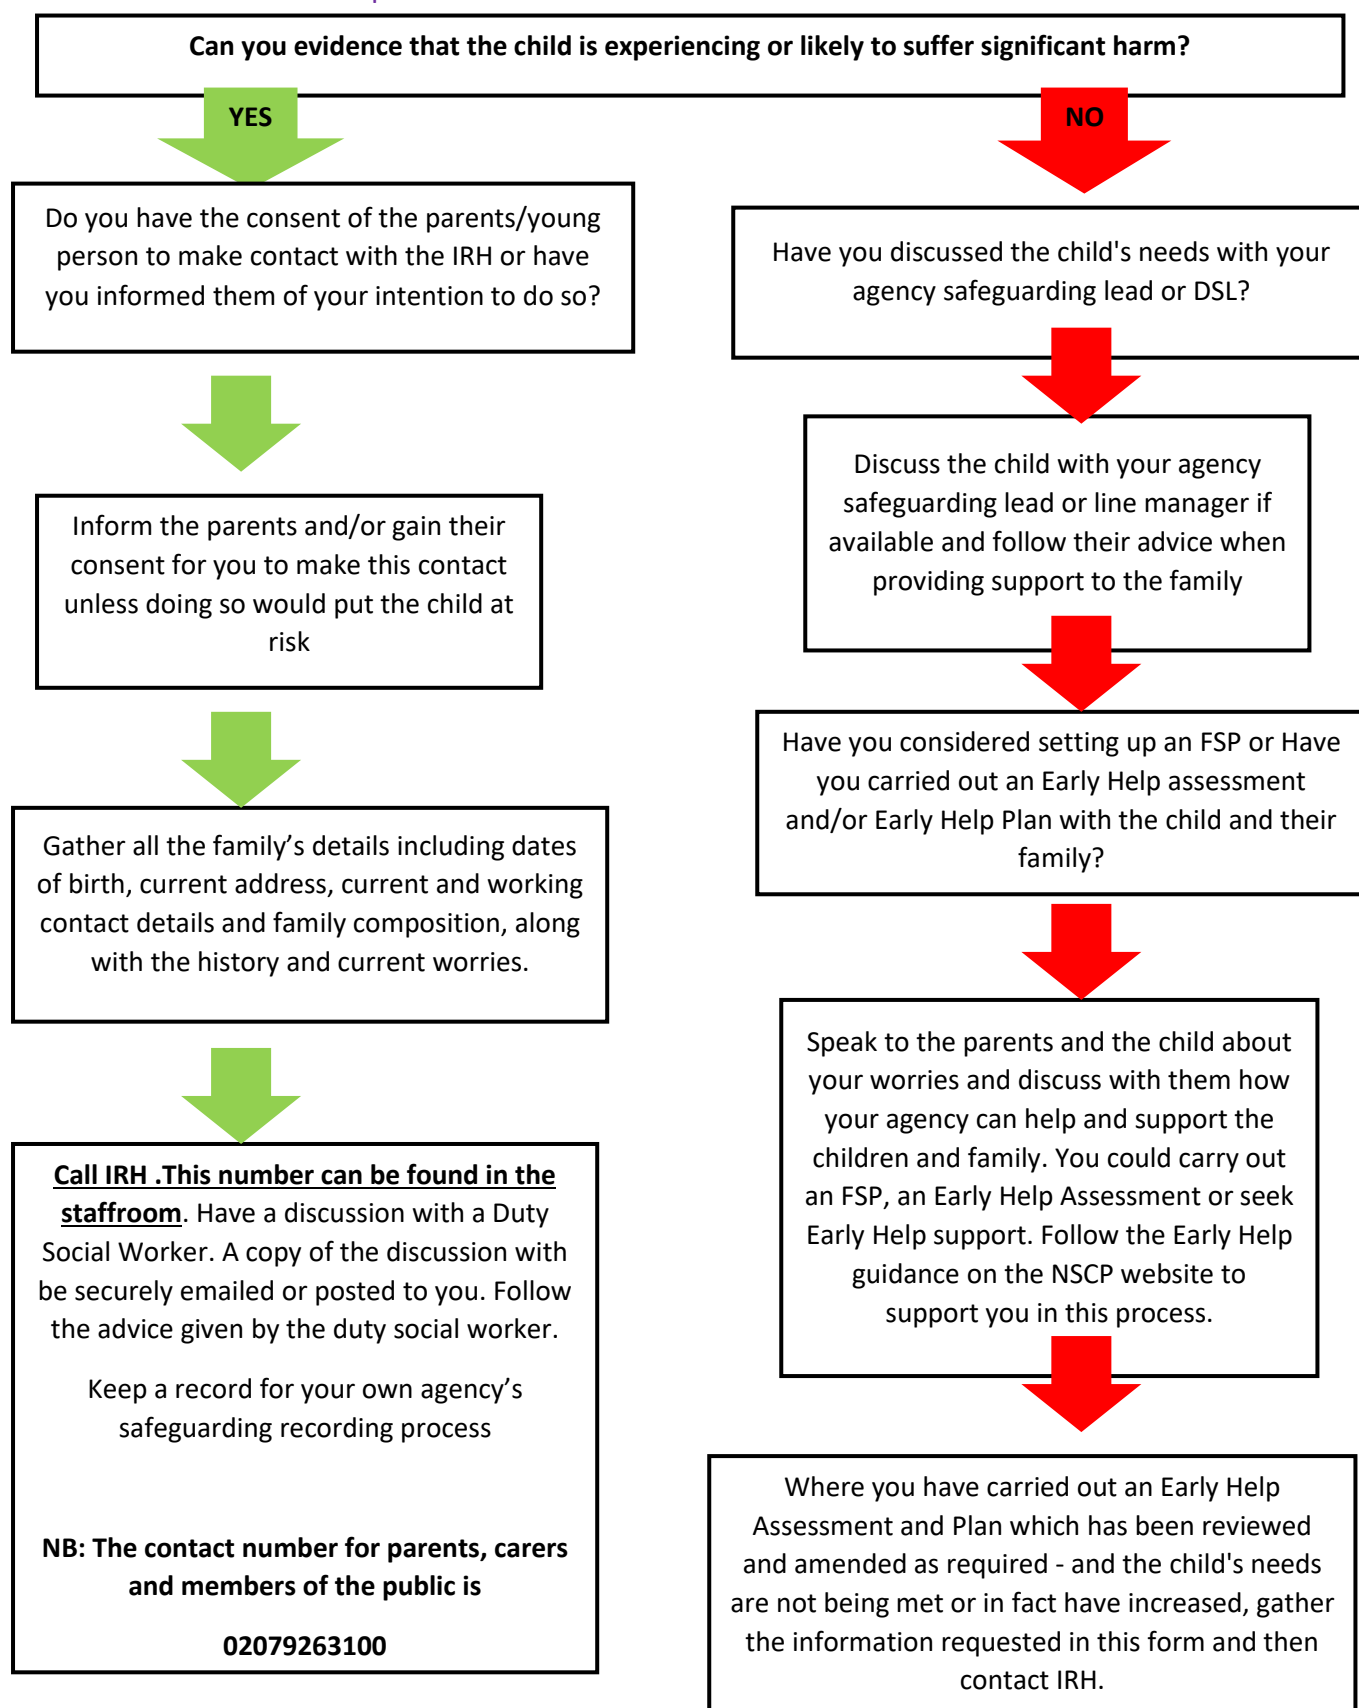 Can you evidence that the child is experiencing or likely to suffer significant harm?
YES
NO
Do you have the consent of the parents/young
person to make contact with the IRH or have
you informed them of your intention to do so?
Inform the parents and/or gain their
consent for you to make this contact
unless doing so would put the child at
risk
Gather all the family’s details including dates
of birth, current address, current and working
contact details and family composition, along
with the history and current worries.
Call IRH .This number can be found in the
staffroom. Have a discussion with a Duty
Social Worker. A copy of the discussion with
be securely emailed or posted to you. Follow
the advice given by the duty social worker.
Keep a record for your own agency’s
safeguarding recording process
NB: The contact number for parents, carers
and members of the public is
02079263100
Have you discussed the child's needs with your
agency safeguarding lead or DSL?
Discuss the child with your agency
safeguarding lead or line manager if
available and follow their advice when
providing support to the family
Have you considered setting up an FSP or Have
you carried out an Early Help assessment
and/or Early Help Plan with the child and their
family?
Speak to the parents and the child about
your worries and discuss with them how
your agency can help and support the
children and family. You could carry out
an FSP, an Early Help Assessment or seek
Early Help support. Follow the Early Help
guidance on the NSCP website to
support you in this process.
Where you have carried out an Early Help
Assessment and Plan which has been reviewed
and amended as required - and the child's needs
are not being met or in fact have increased, gather
the information requested in this form and then
contact IRH.